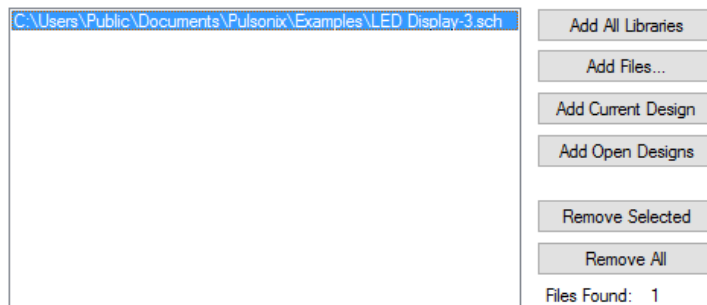 C:\Users\Public\Documents\Pulsonix\Examples\LED Display-3.sch
Add All Libraries
Add Files...
Add Current Design
Add Open Designs
Remove Selected
Remove All
Files Found: 1